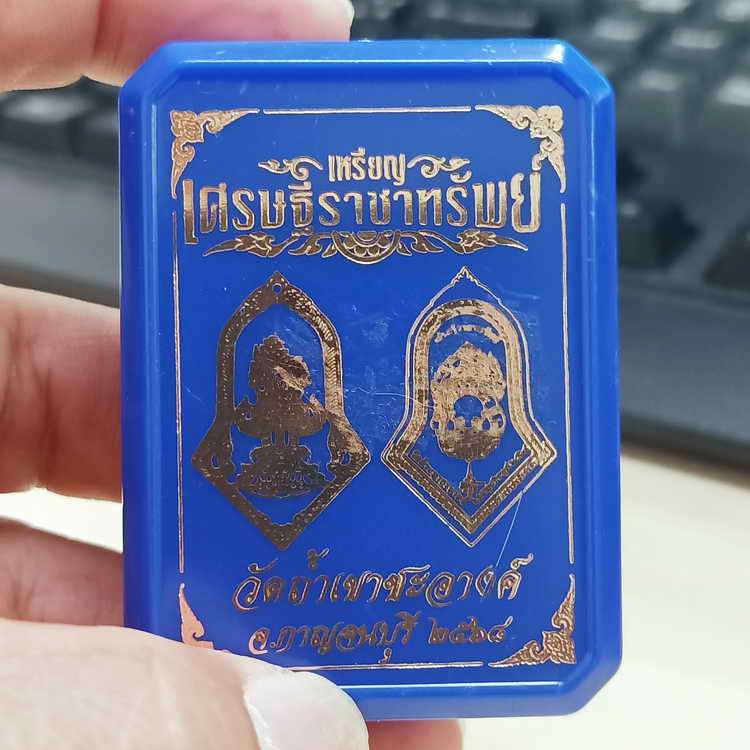 เหรียญ
เศรษฐีราชาทรัพย์
วัดถ้ำเขาชะอางค์
จ.กาญจนบุรี ๒๕๖๔